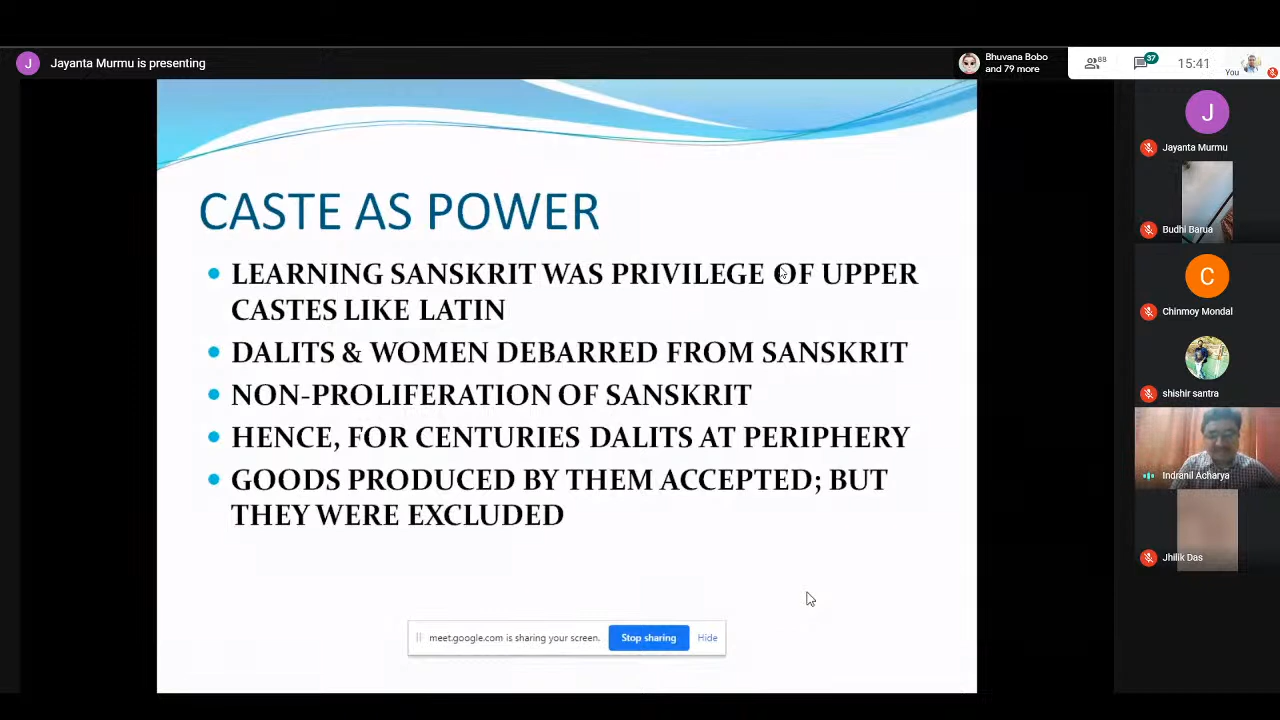 J Jayanta Murmu is presenting
Bhuvana Bobo
and 79 more
88
37
15:41
You
J
Jayanta Murmu
Budhi Barua
C
Chinmoy Mondal
shishir santra
Indranil Acharya
Jhilik Das
CASTE AS POWER
LEARNING SANSKRIT WAS PRIVILEGE OF UPPER
CASTES LIKE LATIN
DALITS & WOMEN DEBARRED FROM SANSKRIT
NON-PROLIFERATION OF SANSKRIT
HENCE, FOR CENTURIES DALITS AT PERIPHERY
GOODS PRODUCED BY THEM ACCEPTED; BUT
THEY WERE EXCLUDED
meet.google.com is sharing your screen. Stop sharing Hide